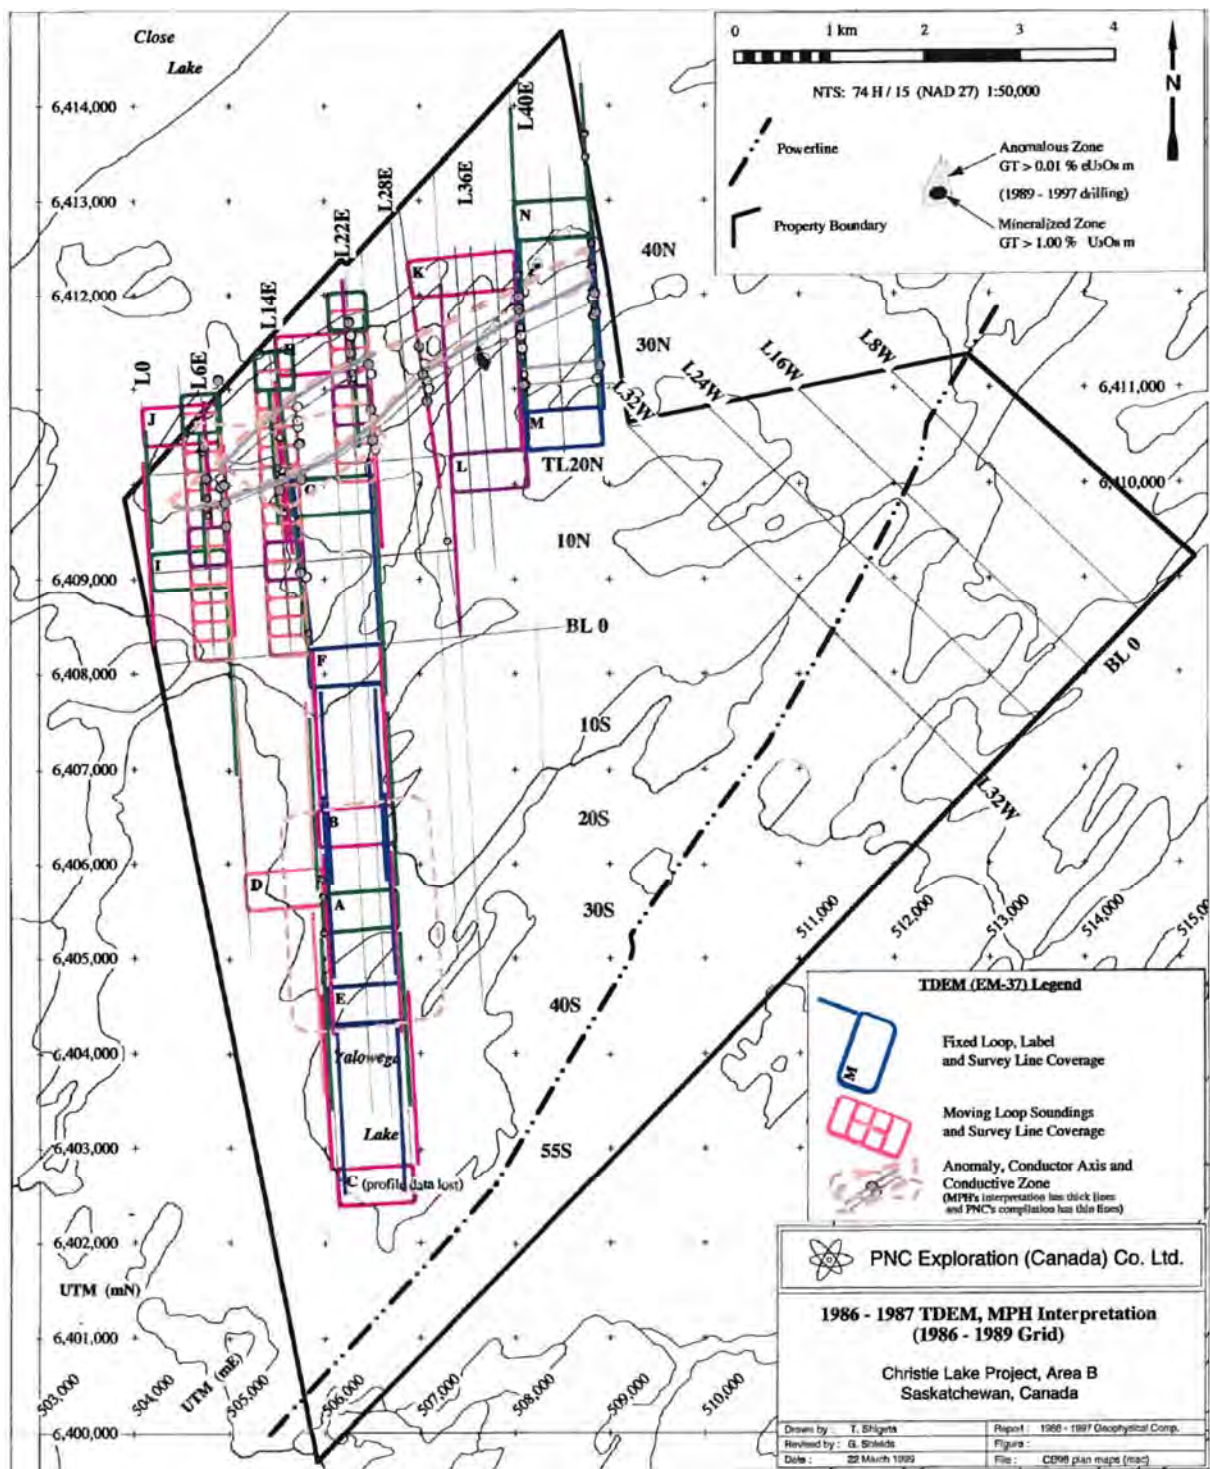 Close
Lake
0
1 km
2
3
4
N
NTS: 74 H / 15 (NAD 27) 1:50,000
Powerline
Property Boundary
Anomalous Zone
GT > 0.01 % eU₃O₈ m
(1989 - 1997 drilling)
Mineralized Zone
GT > 1.00 % U₃O₈ m
6,414,000
6,413,000
6,412,000
6,411,000
6,410,000
6,409,000
6,408,000
6,407,000
6,406,000
6,405,000
6,404,000
6,403,000
6,402,000
6,401,000
6,400,000
L0
L6E
L14E
L22E
L28E
L36E
L40E
40N
30N
TL20N
10N
BL 0
10S
20S
30S
40S
55S
L32W
L24W
L16W
L8W
6,411,000
6,410,000
BL 0
L32W
J
K
N
M
L
G
I
F
B
D
A
E
Yalowega
Lake
C (profile data lost)
UTM (mN)
UTM (mE)
503,000
504,000
505,000
506,000
507,000
508,000
509,000
510,000
511,000
512,000
513,000
514,000
TDEM (EM-37) Legend
M
Fixed Loop, Label
and Survey Line Coverage
Moving Loop Soundings
and Survey Line Coverage
Anomaly, Conductor Axis and
Conductive Zone
(MPH's interpretation has thick lines
and PNC's compilation has thin lines)
PNC Exploration (Canada) Co. Ltd.
1986 - 1987 TDEM, MPH Interpretation
(1986 - 1989 Grid)
Christie Lake Project, Area B
Saskatchewan, Canada
Drawn by : T. Shigeta
Report : 1986 - 1997 Geophysical Comp.
Revised by : G. Shields
Figure :
Date : 22 March 1999
File : CB98 plan maps (mac)